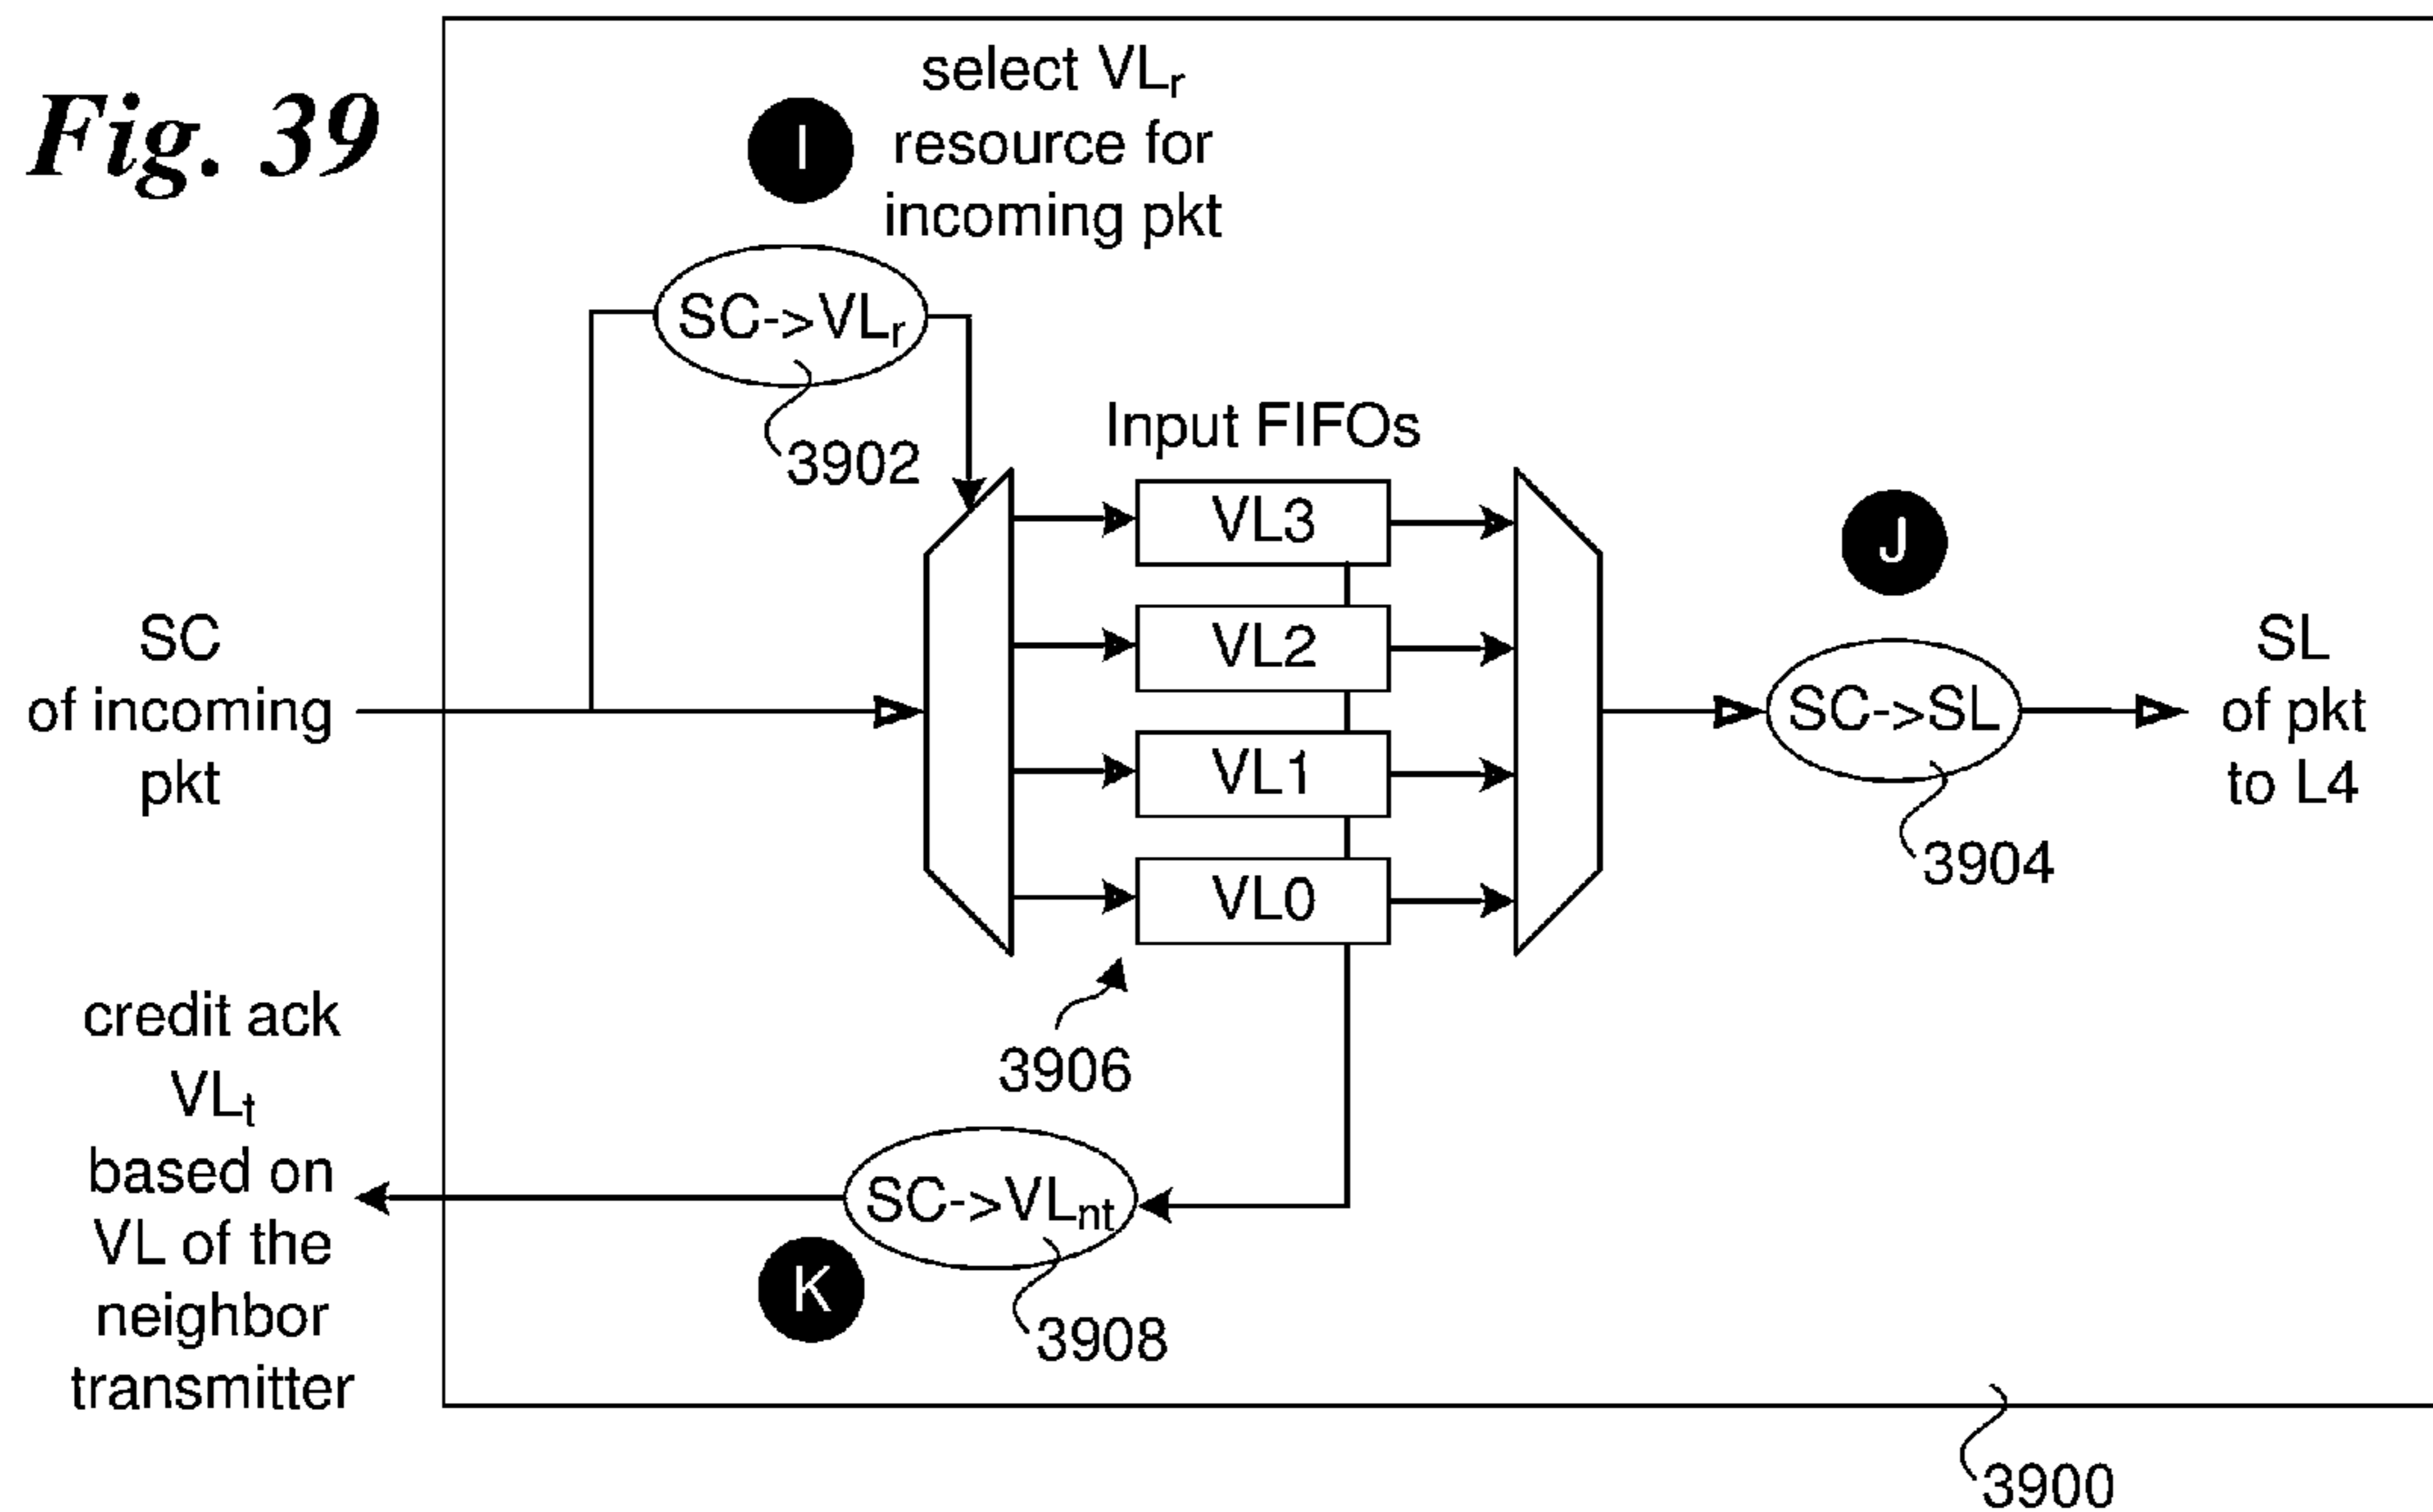 Fig. 39
select VLr
resource for
incoming pkt
I
SC->VLr
3902
Input FIFOs
VL3
VL2
VL1
VL0
3906
J
SC->SL
3904
SC
of incoming
pkt
SL
of pkt
to L4
credit ack
VLt
based on
VL of the
neighbor
transmitter
SC->VLnt
K
3908
3900